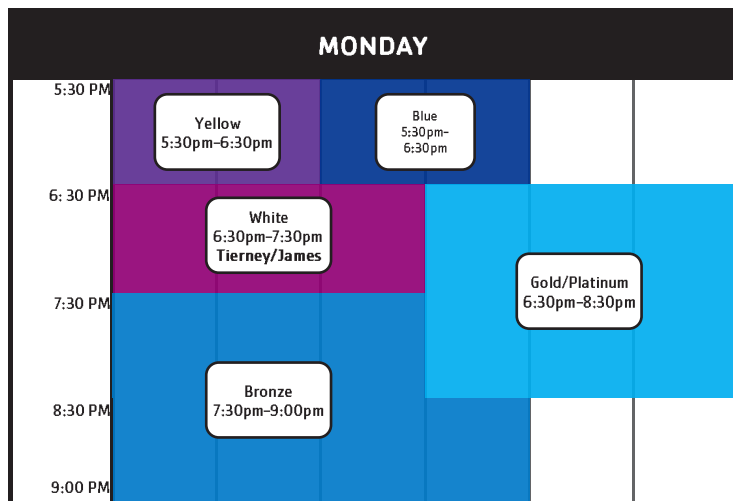 MONDAY
5:30 PM
Yellow
5:30pm–6:30pm
Blue
5:30pm–
6:30pm
6: 30 PM
White
6:30pm–7:30pm
Tierney/James
Gold/Platinum
6:30pm–8:30pm
7:30 PM
Bronze
7:30pm–9:00pm
8:30 PM
9:00 PM